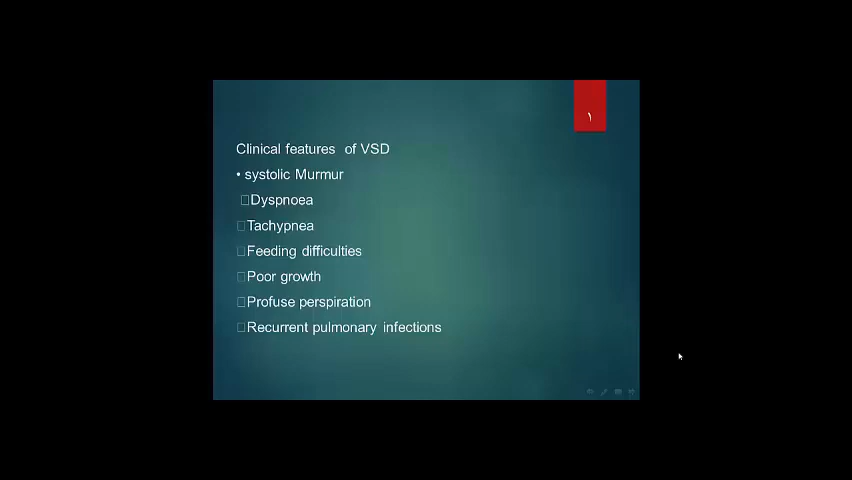 ١
Clinical features of VSD
• systolic Murmur
Dyspnoea
Tachypnea
Feeding difficulties
Poor growth
Profuse perspiration
Recurrent pulmonary infections